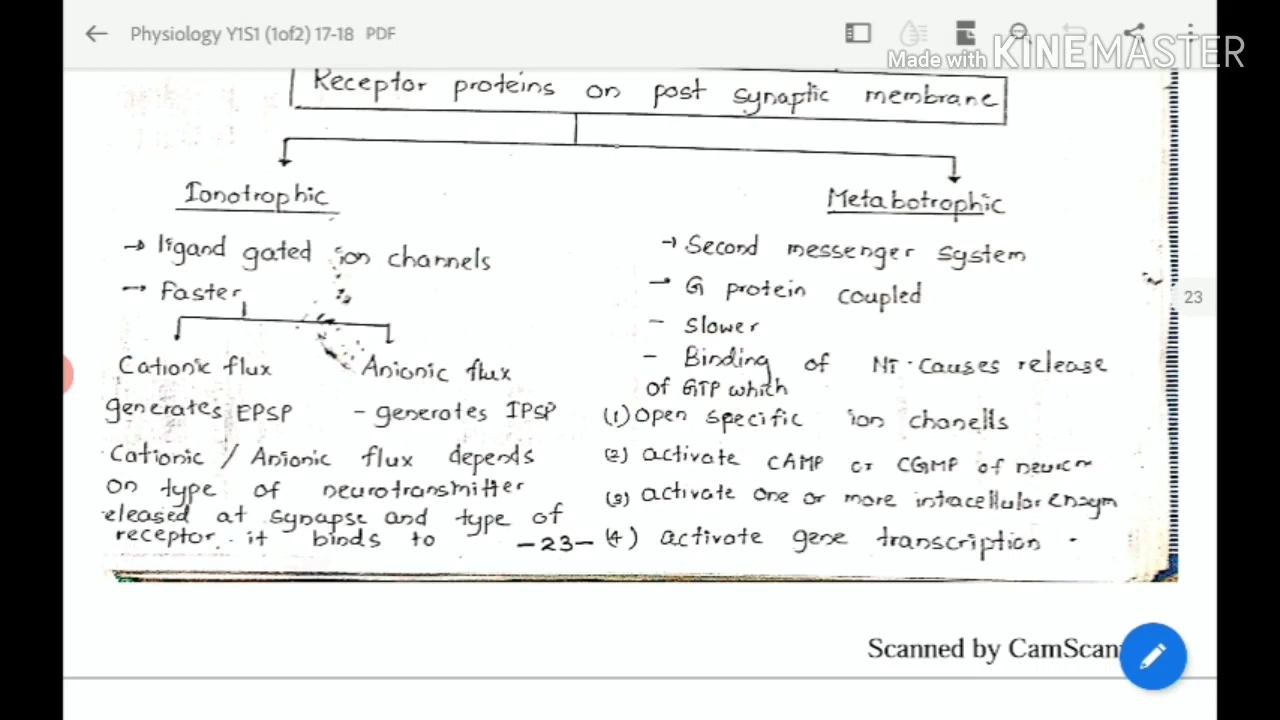 Physiology Y1S1 (1of2) 17-18 PDF
Made with KINEMASTER
Receptor proteins on post synaptic membrane
Ionotrophic
→ ligand gated ion channels
→ Faster
Cationic flux
generates EPSP
Anionic flux
- generates IPSP
Cationic / Anionic flux depends
on type of neurotransmitter
eleased at synapse and type of
receptor. it binds to
-23-
Metabotrophic
→ Second messenger system
→ G protein coupled
- Slower
- Binding of NT causes release
of GTP which
(1) Open specific ion chanells
(2) activate CAMP or CGMP of
(3) activate one or more intacellular enzym
(4) activate gene transcription .
23
Scanned by CamScan